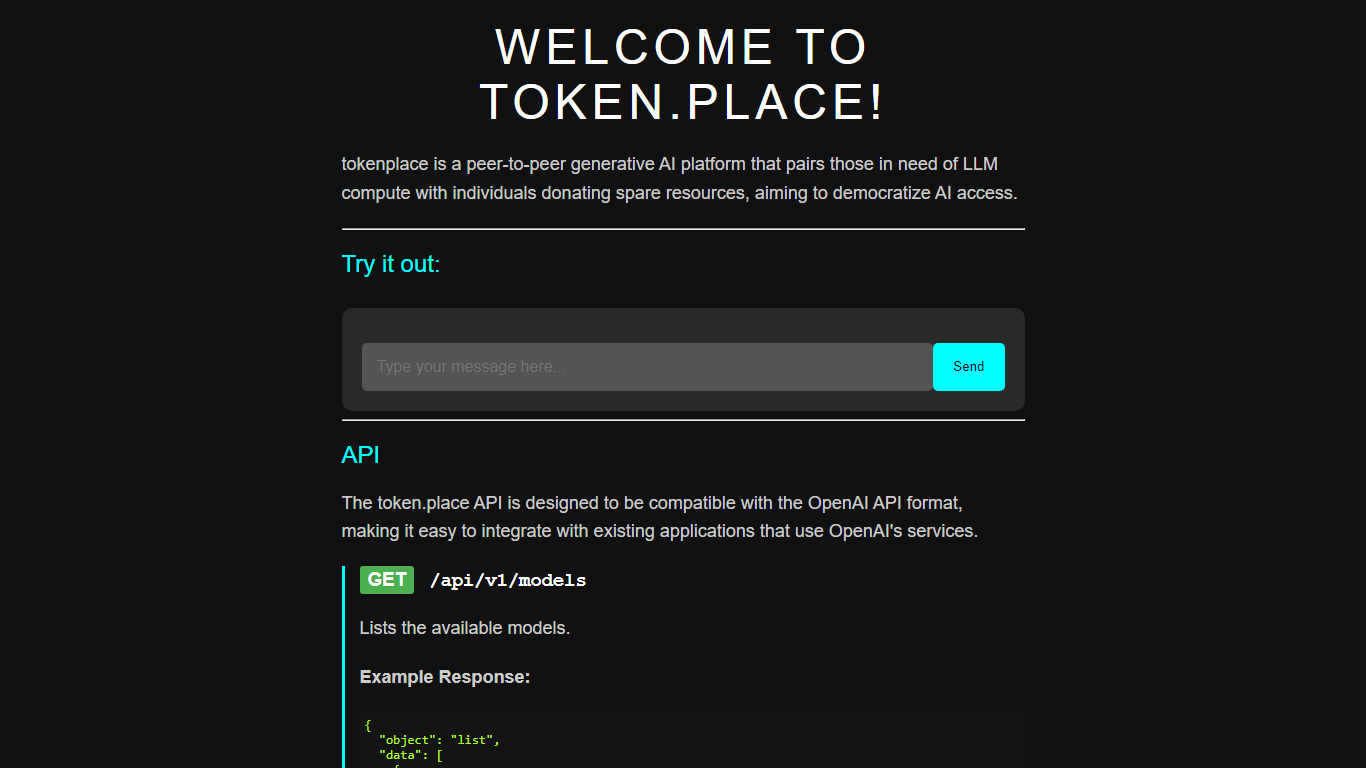 WELCOME TO
TOKEN.PLACE!
tokenplace is a peer-to-peer generative AI platform that pairs those in need of LLM
compute with individuals donating spare resources, aiming to democratize AI access.
Try it out:
Type your message here...
Send
API
The token.place API is designed to be compatible with the OpenAI API format,
making it easy to integrate with existing applications that use OpenAI's services.
GET /api/v1/models
Lists the available models.
Example Response:
{
"object": "list",
"data": [
{